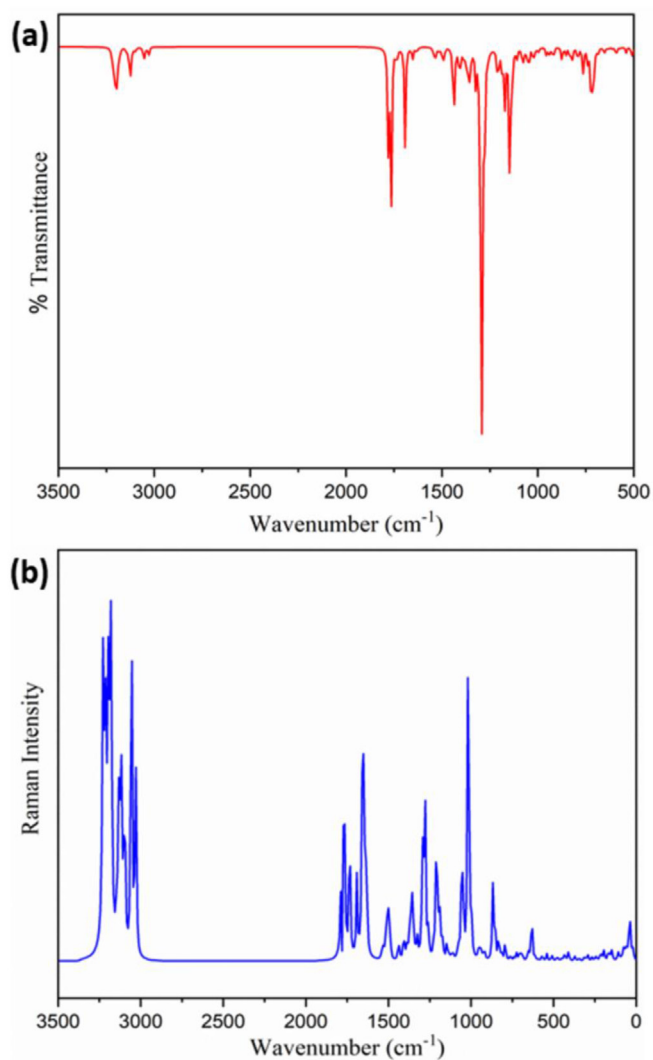 (a)
% Transmittance
3500 3000 2500 2000 1500 1000 500
Wavenumber (cm⁻¹)
(b)
Raman Intensity
3500 3000 2500 2000 1500 1000 500 0
Wavenumber (cm⁻¹)